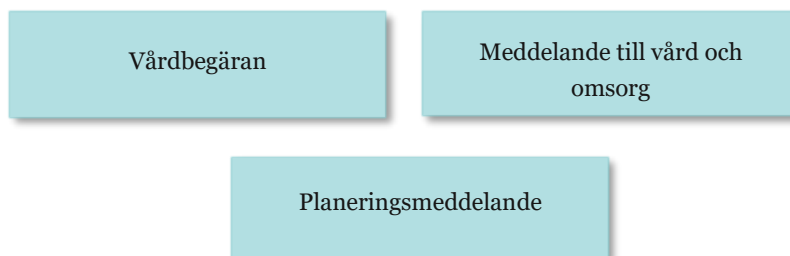 Vårdbegäran
Meddelande till vård och
omsorg
Planeringsmeddelande